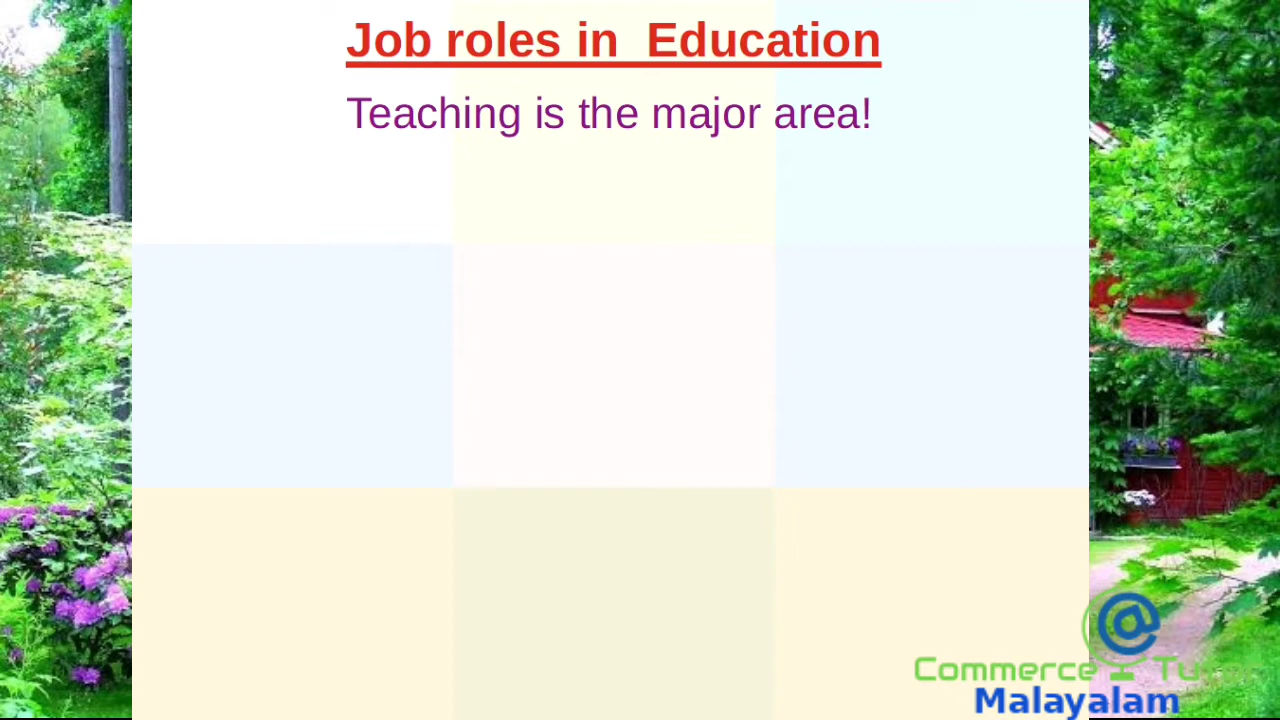 Job roles in  Education
Teaching is the major area!
@
Commerce
Malayalam